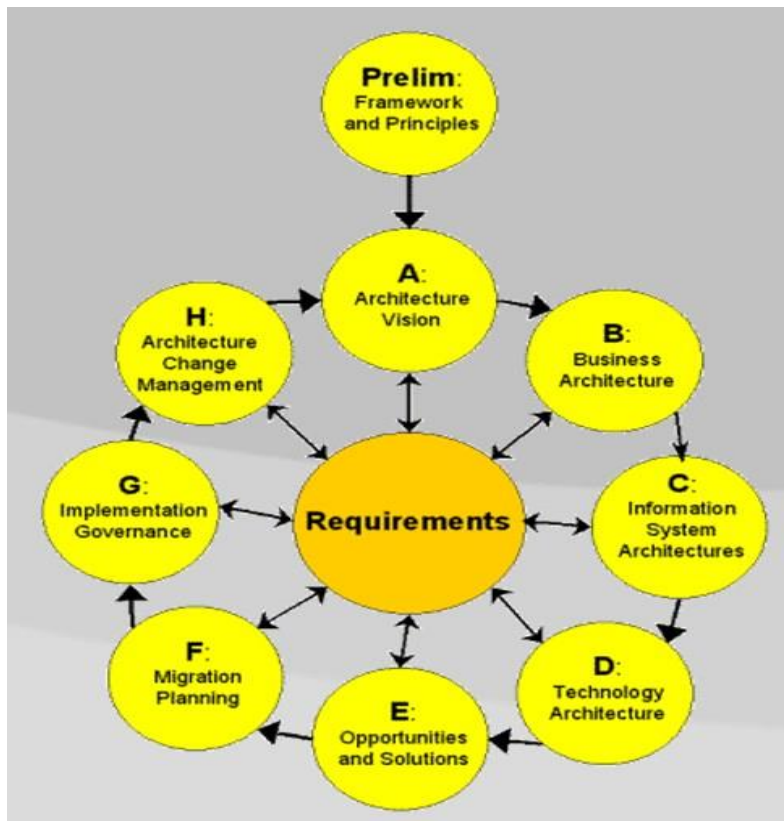 Prelim:
Framework
and Principles
A:
Architecture
Vision
B:
Business
Architecture
C:
Information
System
Architectures
D:
Technology
Architecture
E:
Opportunities
and Solutions
F:
Migration
Planning
G:
Implementation
Governance
H:
Architecture
Change
Management
Requirements